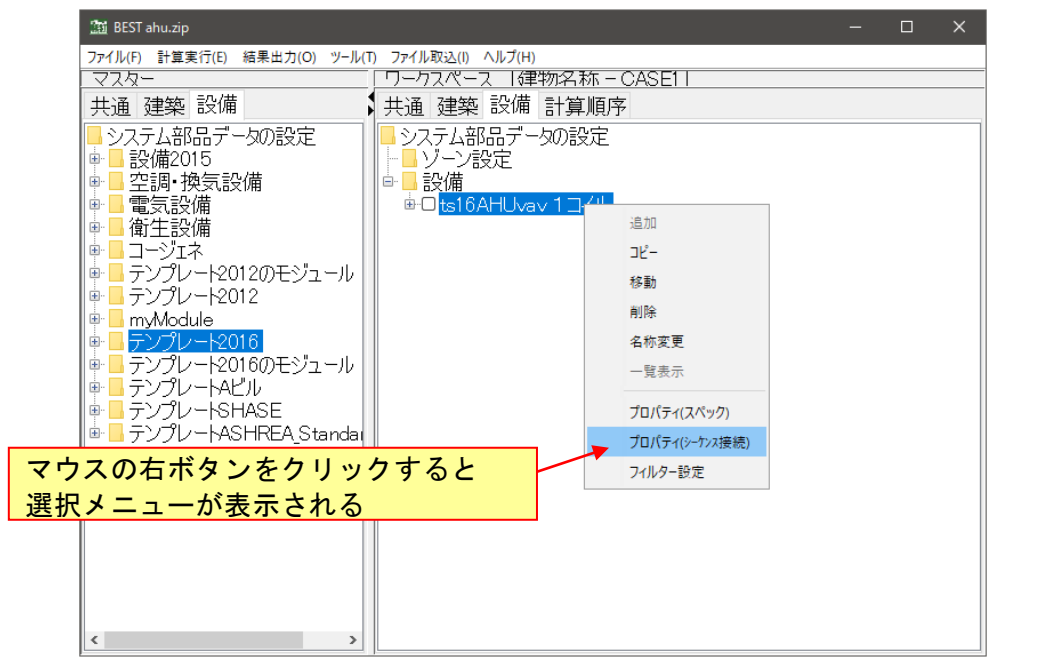 BEST ahu.zip
ファイル(F) 計算実行(E) 結果出力(O) ツール(T) ファイル取込(I) ヘルプ(H)
マスター
共通 建築 設備
システム部品データの設定
設備2015
空調・換気設備
電気設備
衛生設備
コージェネ
テンプレート2012のモジュール
テンプレート2012
myModule
テンプレート2016
テンプレート2016のモジュール
テンプレートAビル
テンプレートSHASE
テンプレートASHREA_Standar
ワークスペース 「建物名称 − CASE1」
共通 建築 設備 計算順序
システム部品データの設定
ゾーン設定
設備
ts16AHUvav 1コイル
追加
コピー
移動
削除
名称変更
一覧表示
プロパティ(スペック)
プロパティ(シーケンス接続)
フィルター設定
マウスの右ボタンをクリックすると
選択メニューが表示される